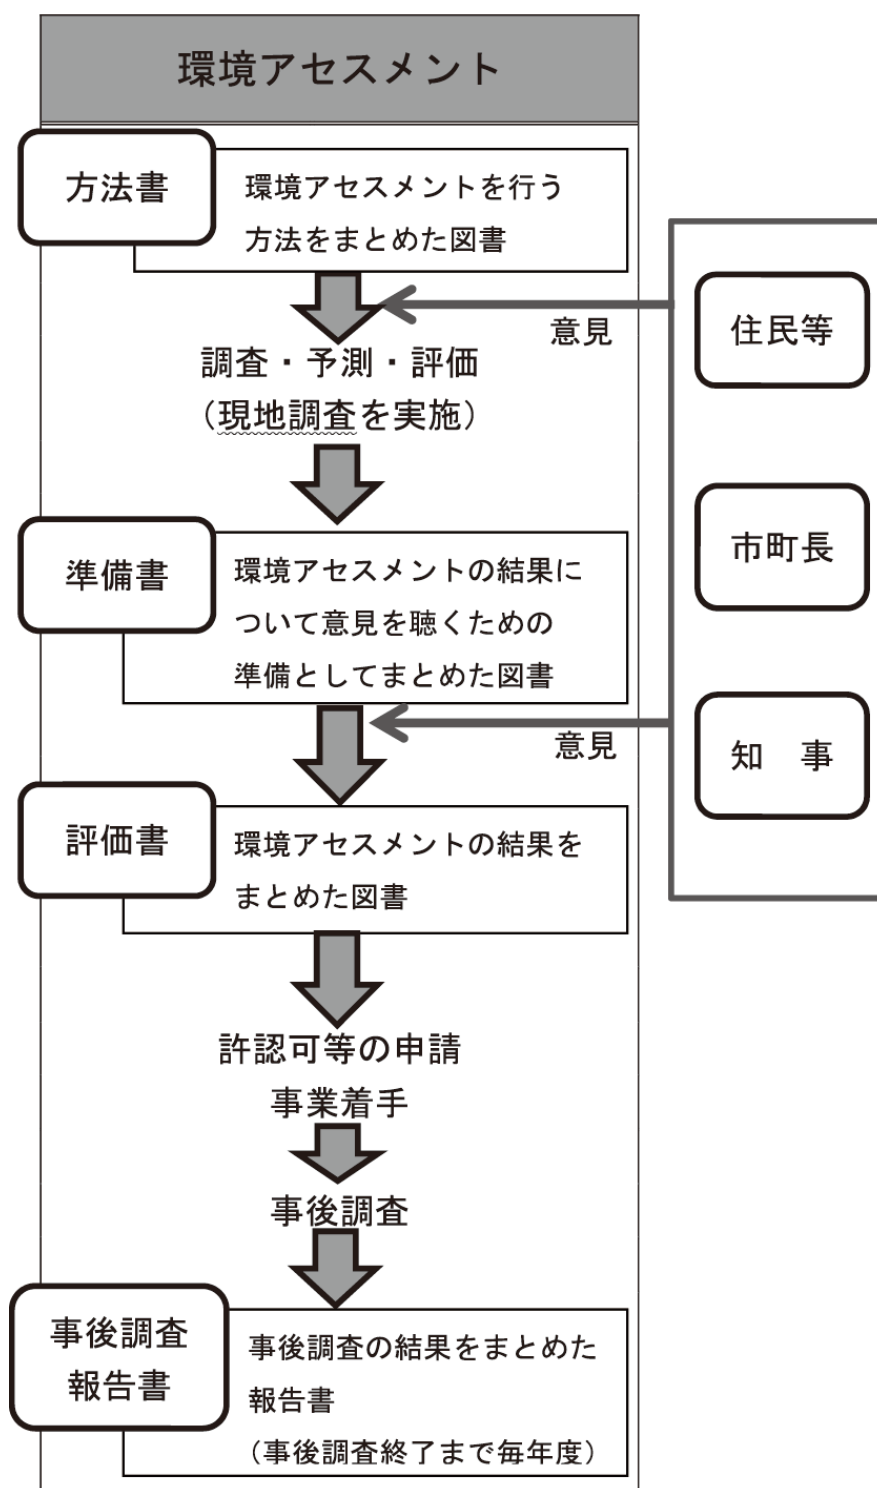 環境アセスメント
方法書
環境アセスメントを行う
方法をまとめた図書
意見
住民等
調査・予測・評価
（現地調査を実施）
市町長
準備書
環境アセスメントの結果に
ついて意見を聴くための
準備としてまとめた図書
意見
知　事
評価書
環境アセスメントの結果を
まとめた図書
許認可等の申請
事業着手
事後調査
事後調査
報告書
事後調査の結果をまとめた
報告書
（事後調査終了まで毎年度）